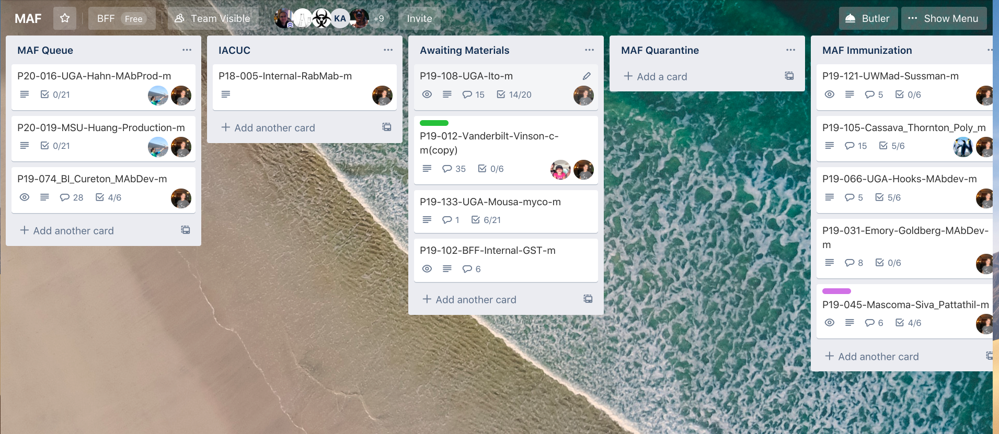 MAF
BFF Free
Team Visible
KA
+9
Invite
Butler
Show Menu
MAF Queue
P20-016-UGA-Hahn-MAbProd-m
0/21
P20-019-MSU-Huang-Production-m
0/21
P19-074_BI_Cureton_MAbDev-m
28 4/6
+ Add another card
IACUC
P18-005-Internal-RabMab-m
+ Add another card
Awaiting Materials
P19-108-UGA-Ito-m
15 14/20
P19-012-Vanderbilt-Vinson-c-
m(copy)
35 0/6
P19-133-UGA-Mousa-myco-m
1 6/21
P19-102-BFF-Internal-GST-m
6
+ Add another card
MAF Quarantine
+ Add a card
MAF Immunization
P19-121-UWMad-Sussman-m
5 0/6
P19-105-Cassava_Thornton_Poly_m
15 5/6
P19-066-UGA-Hooks-MAbdev-m
5 5/6
P19-031-Emory-Goldberg-MAbDev-
m
8 0/6
P19-045-Mascoma-Siva_Pattathil-m
6 4/6
+ Add another card